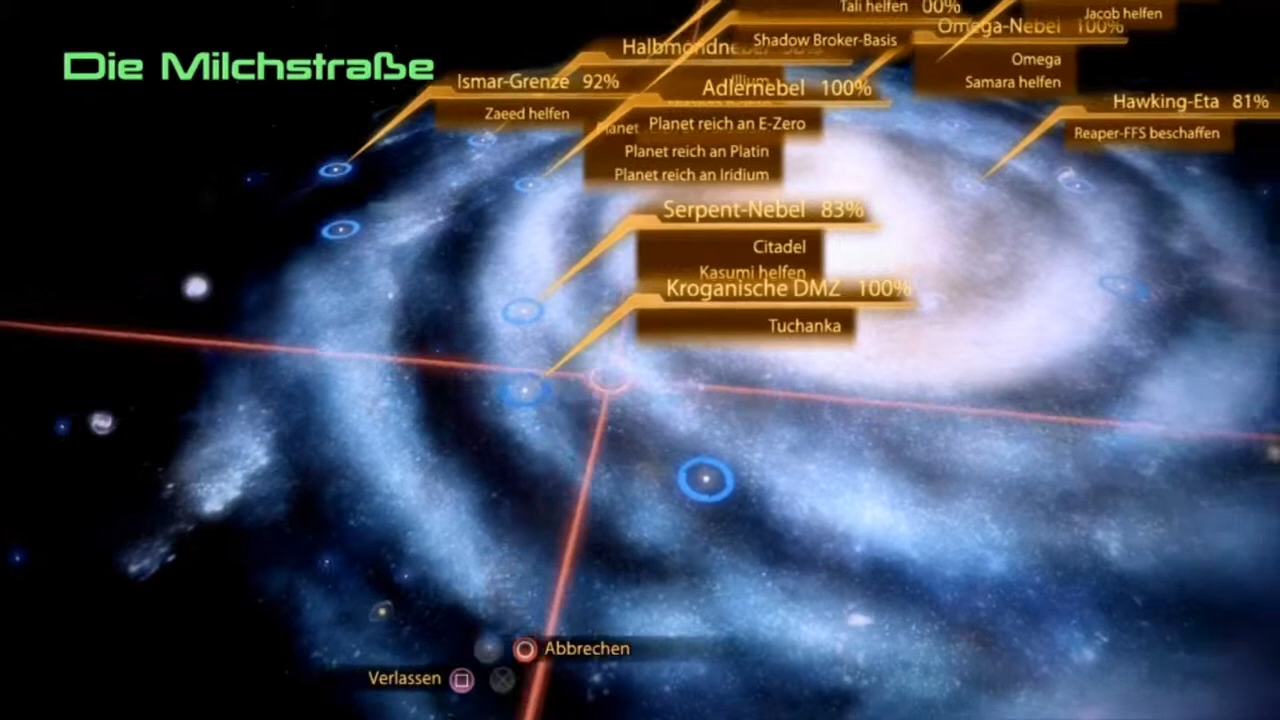 Die Milchstraße
Tali helfen 00%
Jacob helfen
Shadow Broker-Basis
Omega-Nebel 100%
Omega
Samara helfen
Ismar-Grenze 92%
Zaeed helfen
Adlernebel 100%
Planet
Planet reich an E-Zero
Planet reich an Platin
Planet reich an Iridium
Hawking-Eta 81%
Reaper-FFS beschaffen
Serpent-Nebel 83%
Citadel
Kasumi helfen
Kroganische DMZ 100%
Tuchanka
Abbrechen
Verlassen